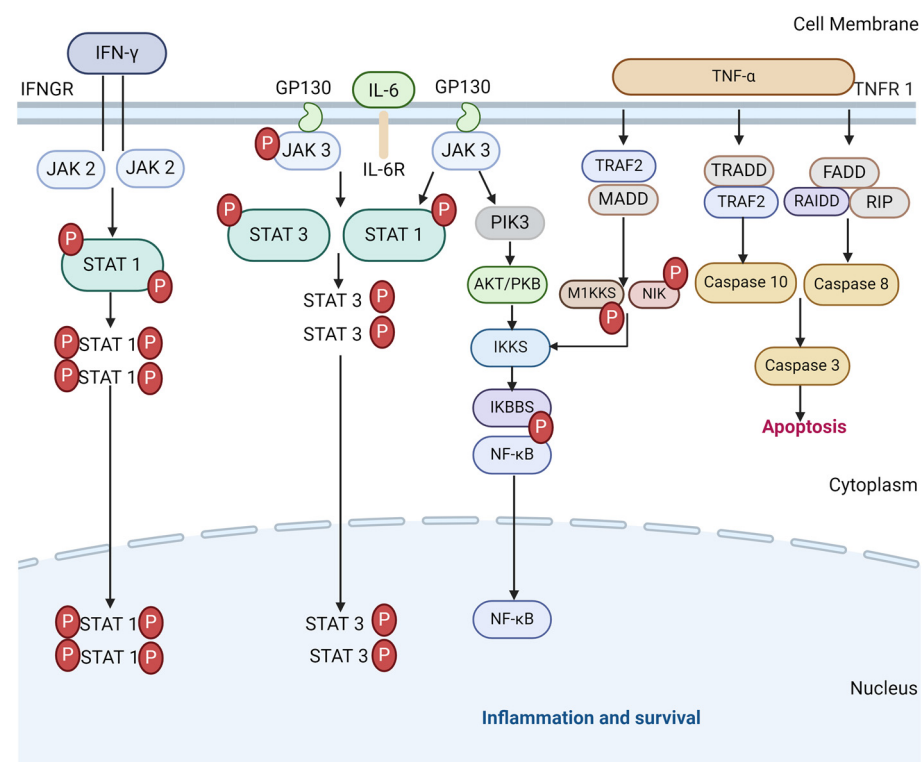 Cell Membrane
IFN-γ
IFNGR
GP130
IL-6
GP130
TNF-α
TNFR 1
JAK 2
JAK 2
P
JAK 3
IL-6R
JAK 3
TRAF2
MADD
TRADD
TRAF2
FADD
RAIDD
RIP
P
STAT 1
P
P
STAT 3
STAT 1
P
PIK3
AKT/PKB
M1KKS
P
NIK
P
Caspase 10
Caspase 8
STAT 3 P
STAT 3 P
P STAT 1 P
P STAT 1 P
IKKS
Caspase 3
IKBBS
P
NF-κB
Apoptosis
Cytoplasm
P STAT 1 P
P STAT 1 P
STAT 3 P
STAT 3 P
NF-κB
Nucleus
Inflammation and survival